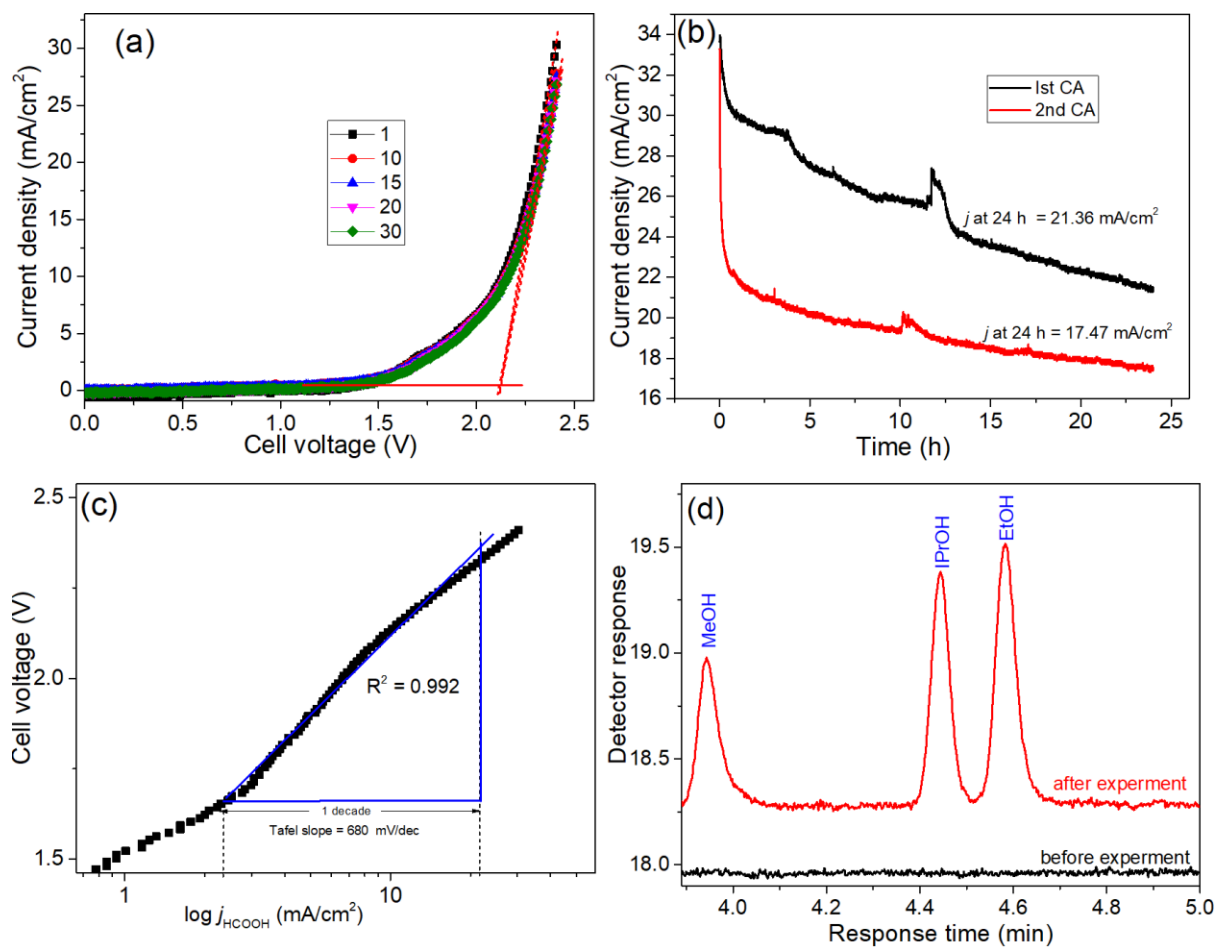 (a)
30
25
20
15
10
5
0
Current density (mA/cm²)
1
10
15
20
30
0.0 0.5 1.0 1.5 2.0 2.5
Cell voltage (V)
(b)
34
32
30
28
26
24
22
20
18
16
Current density (mA/cm²)
Ist CA
2nd CA
j at 24 h = 21.36 mA/cm²
j at 24 h = 17.47 mA/cm²
0 5 10 15 20 25
Time (h)
(c)
2.5
2.0
1.5
Cell voltage (V)
R² = 0.992
1 decade
Tafel slope = 680 mV/dec
1 10
log jHCOOH (mA/cm²)
(d)
19.5
19.0
18.5
18.0
Detector response
MeOH
IPrOH
EtOH
after experment
before experment
4.0 4.2 4.4 4.6 4.8 5.0
Response time (min)